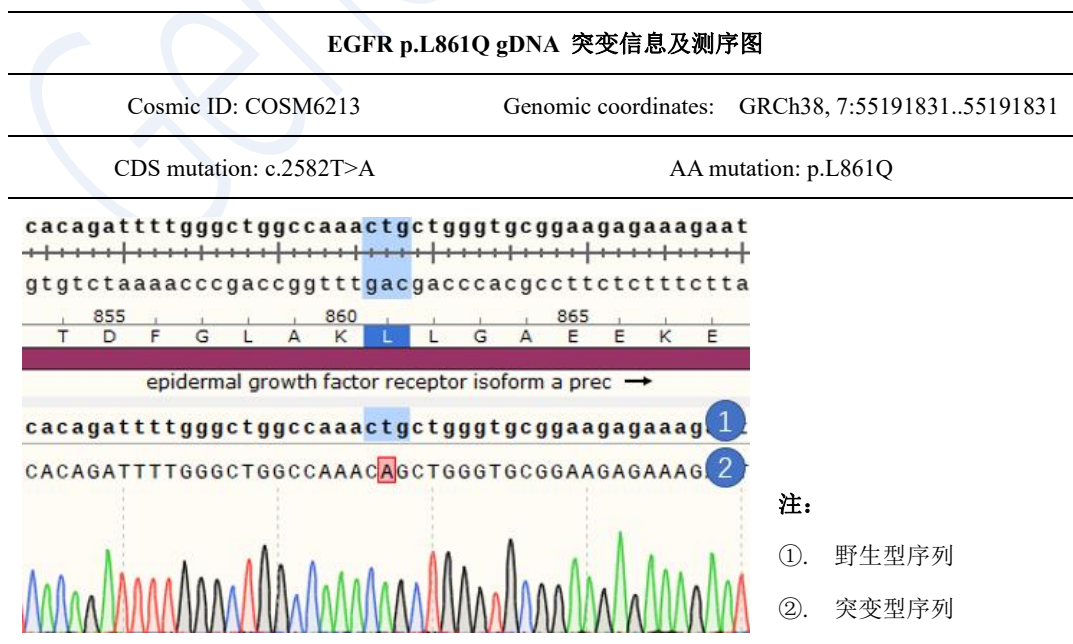 EGFR p.L861Q gDNA 突变信息及测序图
Cosmic ID: COSM6213 Genomic coordinates: GRCh38, 7:55191831..55191831
CDS mutation: c.2582T>A AA mutation: p.L861Q
cacagattttgggctggccaaactgctgggtgcggaagagaaagaat
gtgtctaaaacccgaccggtttgacgacccacgccttctctttctta
855 860 865
T D F G L A K L L G A E E K E
epidermal growth factor receptor isoform a prec →
cacagattttgggctggccaaactgctgggtgcggaagagaaag 1
CACAGATTTTGGGCTGGCCAAACAGCTGGGTGCGGAAGAGAAAG 2
注：
①. 野生型序列
②. 突变型序列